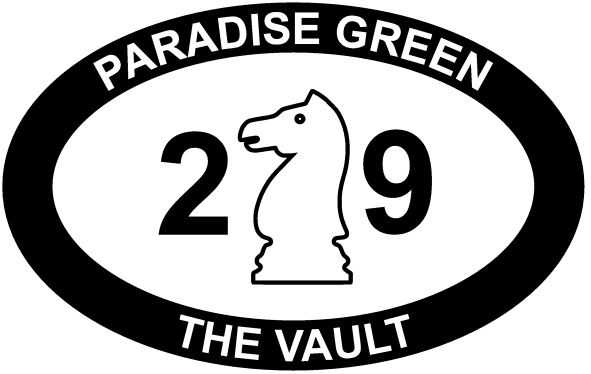 PARADISE GREEN
2 9
THE VAULT